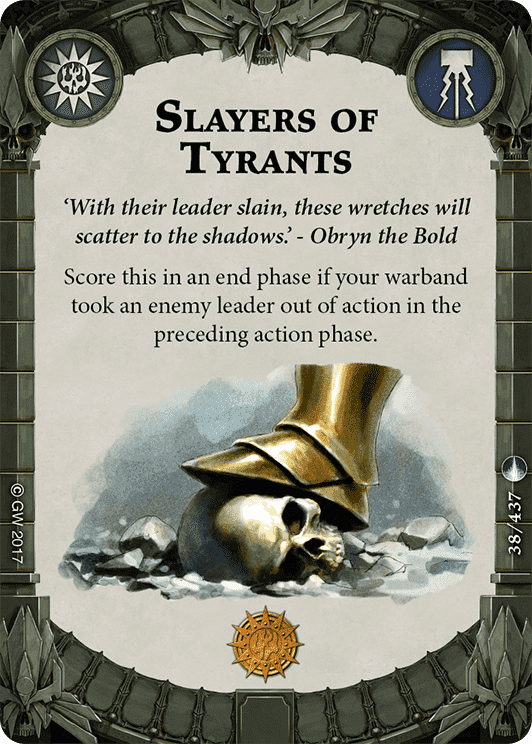 Slayers of
Tyrants
‘With their leader slain, these wretches will
scatter to the shadows.’ - Obryn the Bold
Score this in an end phase if your warband
took an enemy leader out of action in the
preceding action phase.
© GW 2017
38/437